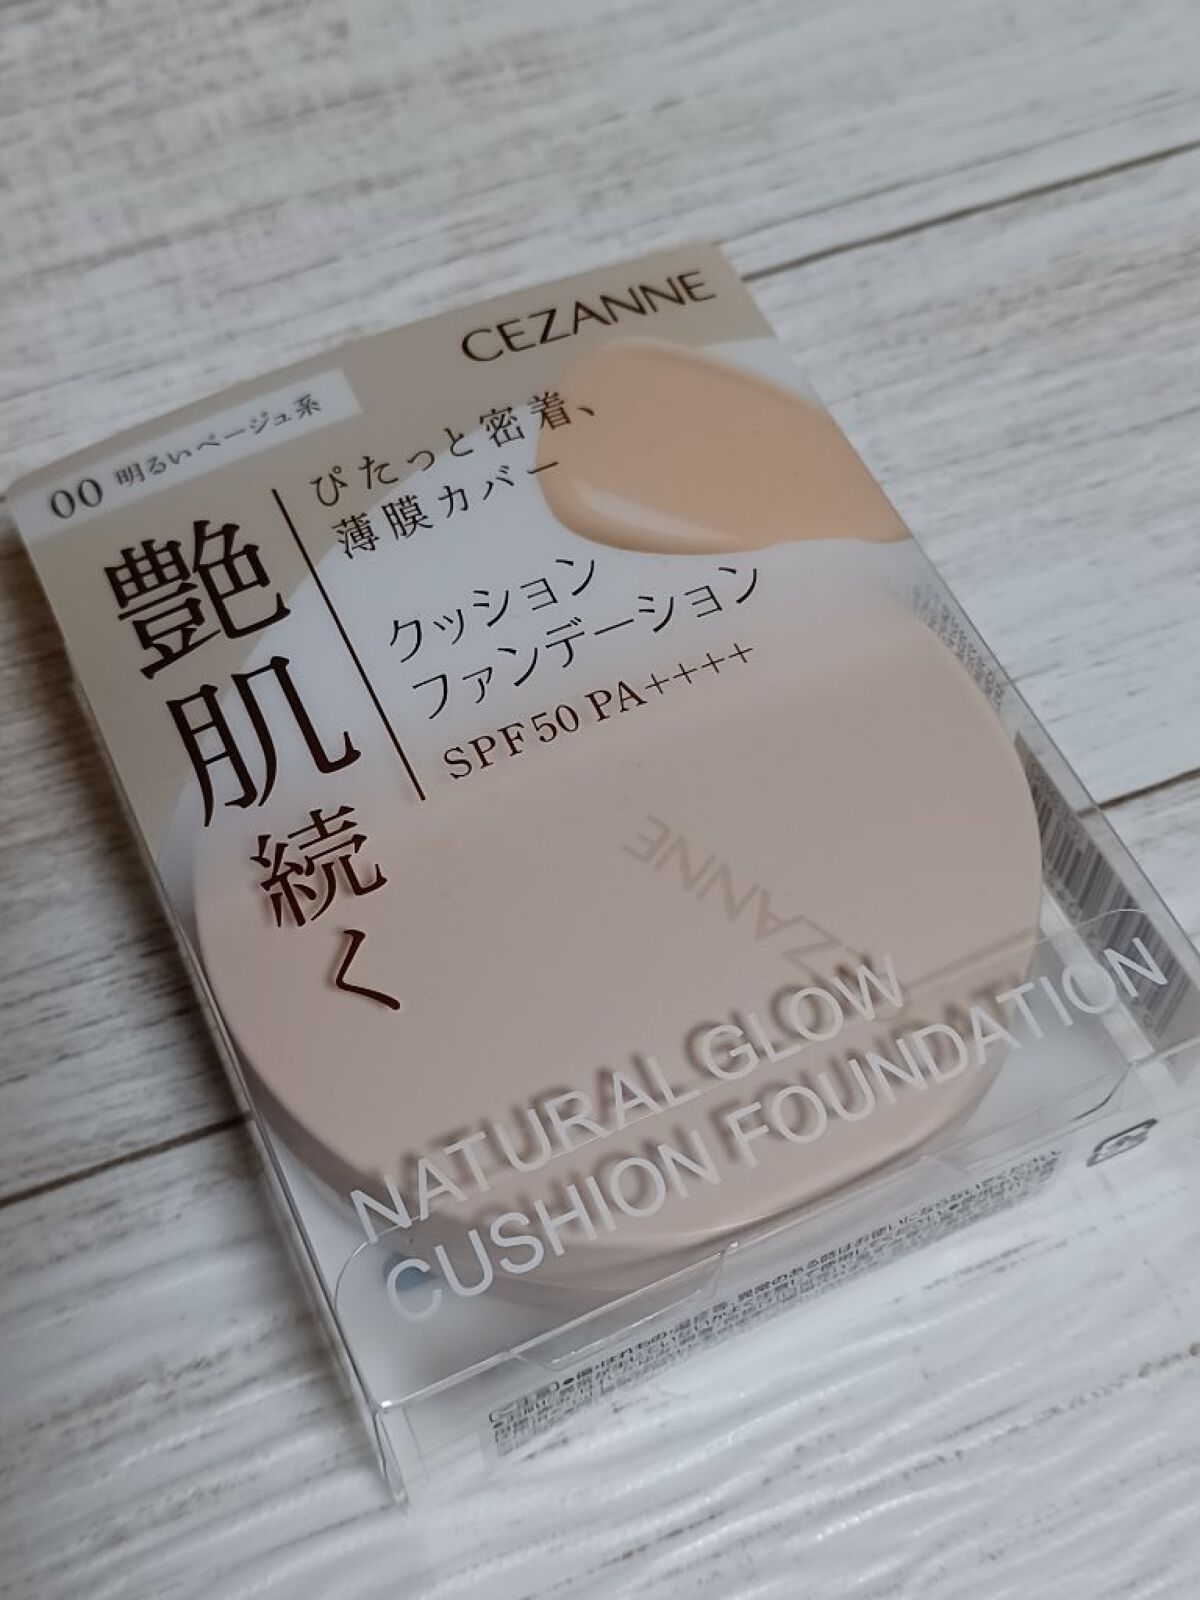 CEZANNE
00 明るいベージュ系
ぴたっと密着、
薄膜カバー
艶肌続く
クッション
ファンデーション
SPF50 PA++++
CEZANNE
NATURAL GLOW
CUSHION FOUNDATION